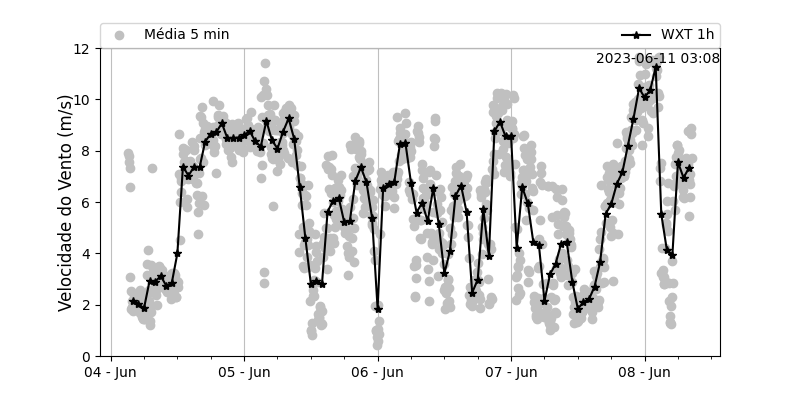 Média 5 min
WXT 1h
2023-06-11 03:08
Velocidade do Vento (m/s)
12
10
8
6
4
2
0
04 - Jun
05 - Jun
06 - Jun
07 - Jun
08 - Jun